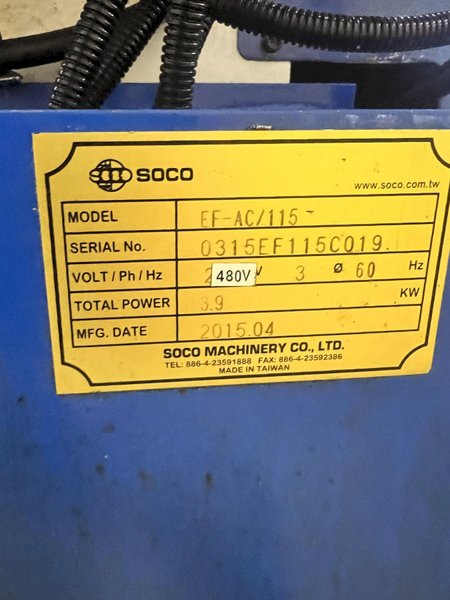 SOCO
www.soco.com.tw
MODEL EF-AC/115
SERIAL No. 0315EF115C019
VOLT / Ph / Hz 2 480V V 3 Ø 60 Hz
TOTAL POWER 3.9 KW
MFG. DATE 2015.04
SOCO MACHINERY CO., LTD.
TEL: 886-4-23591888 FAX: 886-4-23592386
MADE IN TAIWAN